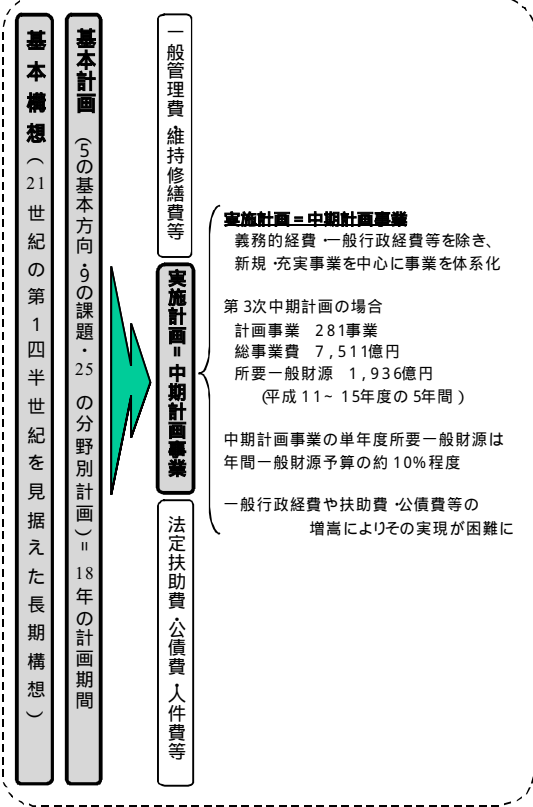 基本構想（21世紀の第1四半世紀を見据えた長期構想）
基本計画（5の基本方向・9の課題・25の分野別計画）＝18年の計画期間
一般管理費・維持修繕費等
実施計画＝中期計画事業
法定扶助費・公債費・人件費等
実施計画＝中期計画事業
義務的経費・一般行政経費等を除き、
新規・充実事業を中心に事業を体系化
第3次中期計画の場合
計画事業 281事業
総事業費 7,511億円
所要一般財源 1,936億円
(平成11~15年度の5年間)
中期計画事業の単年度所要一般財源は
年間一般財源予算の約10%程度
一般行政経費や扶助費・公債費等の
増嵩によりその実現が困難に